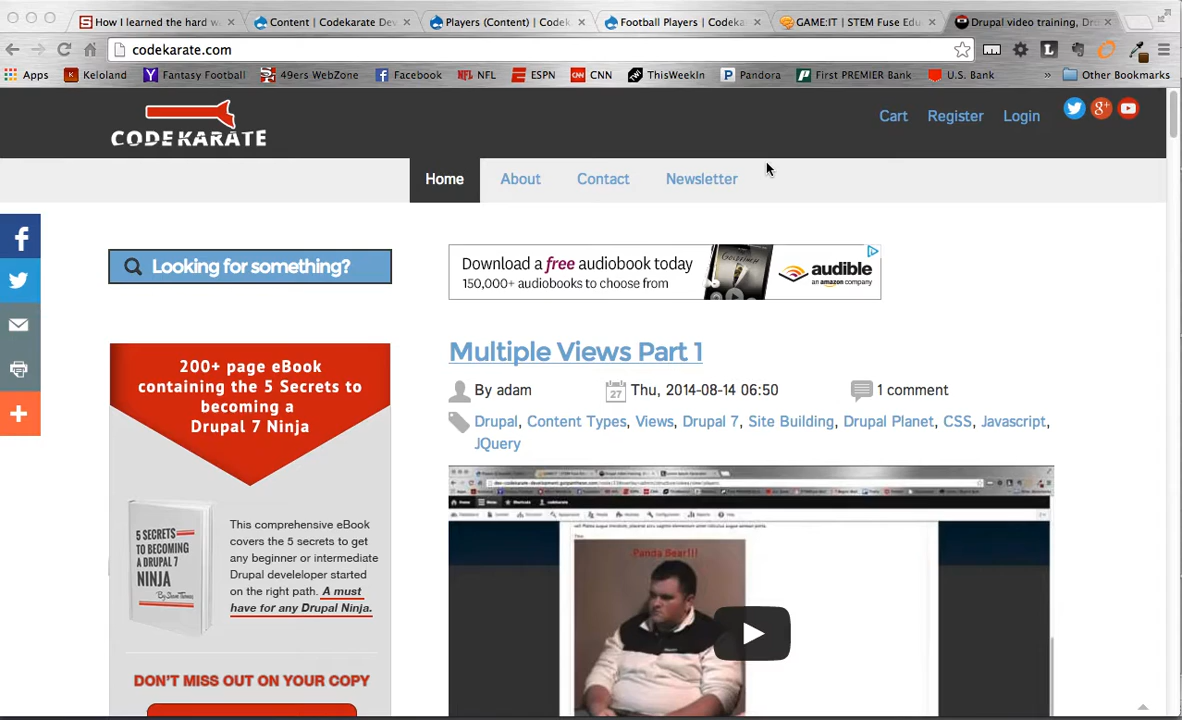 How I learned the hard w
Content | Codekarate Dev
Players (Content) | Codek
Football Players | Codeka
GAME:IT | STEM Fuse Edu
Drupal video training, Dr
codekarate.com
Apps
Keloland
Fantasy Football
49ers WebZone
Facebook
NFL
ESPN
CNN
ThisWeekIn
Pandora
First PREMIER Bank
U.S. Bank
»
Other Bookmarks
CODEKARATE
Cart
Register
Login
Home
About
Contact
Newsletter
Looking for something?
Download a free audiobook today
150,000+ audiobooks to choose from
audible
an amazon company
200+ page eBook
containing the 5 Secrets to
becoming a
Drupal 7 Ninja
5 SECRETS
TO BECOMING
A DRUPAL 7
NINJA
This comprehensive eBook
covers the 5 secrets to get
any beginner or intermediate
Drupal develeloper started
on the right path. A must
have for any Drupal Ninja.
DON'T MISS OUT ON YOUR COPY
Multiple Views Part 1
By adam
27
Thu, 2014-08-14 06:50
1 comment
Drupal, Content Types, Views, Drupal 7, Site Building, Drupal Planet, CSS, Javascript,
JQuery
Panda Bear!!!